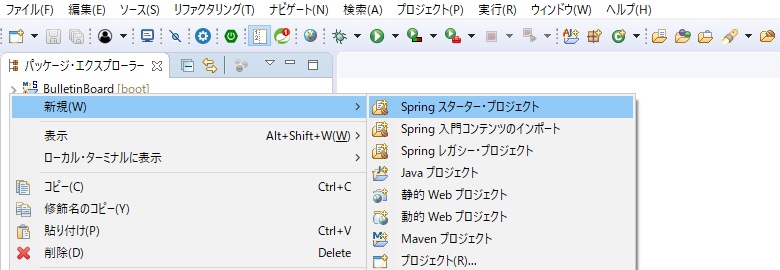 ファイル(F) 編集(E) ソース(S) リファクタリング(T) ナビゲート(N) 検索(A) プロジェクト(P) 実行(R) ウィンドウ(W) ヘルプ(H)
パッケージ・エクスプローラー
BulletinBoard [boot]
新規(W)
Spring スターター・プロジェクト
Spring 入門コンテンツのインポート
表示 Alt+Shift+W(W)
Spring レガシー・プロジェクト
ローカル・ターミナルに表示
Java プロジェクト
コピー(C) Ctrl+C
静的 Web プロジェクト
修飾名のコピー(Y)
動的 Web プロジェクト
貼り付け(P) Ctrl+V
Maven プロジェクト
削除(D) Delete
プロジェクト(R)...